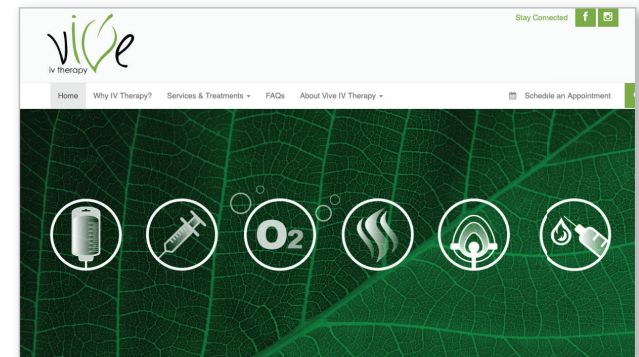 Stay Connected
vive
iv therapy
Home Why IV Therapy? Services & Treatments FAQs About Vive IV Therapy Schedule an Appointment
O2